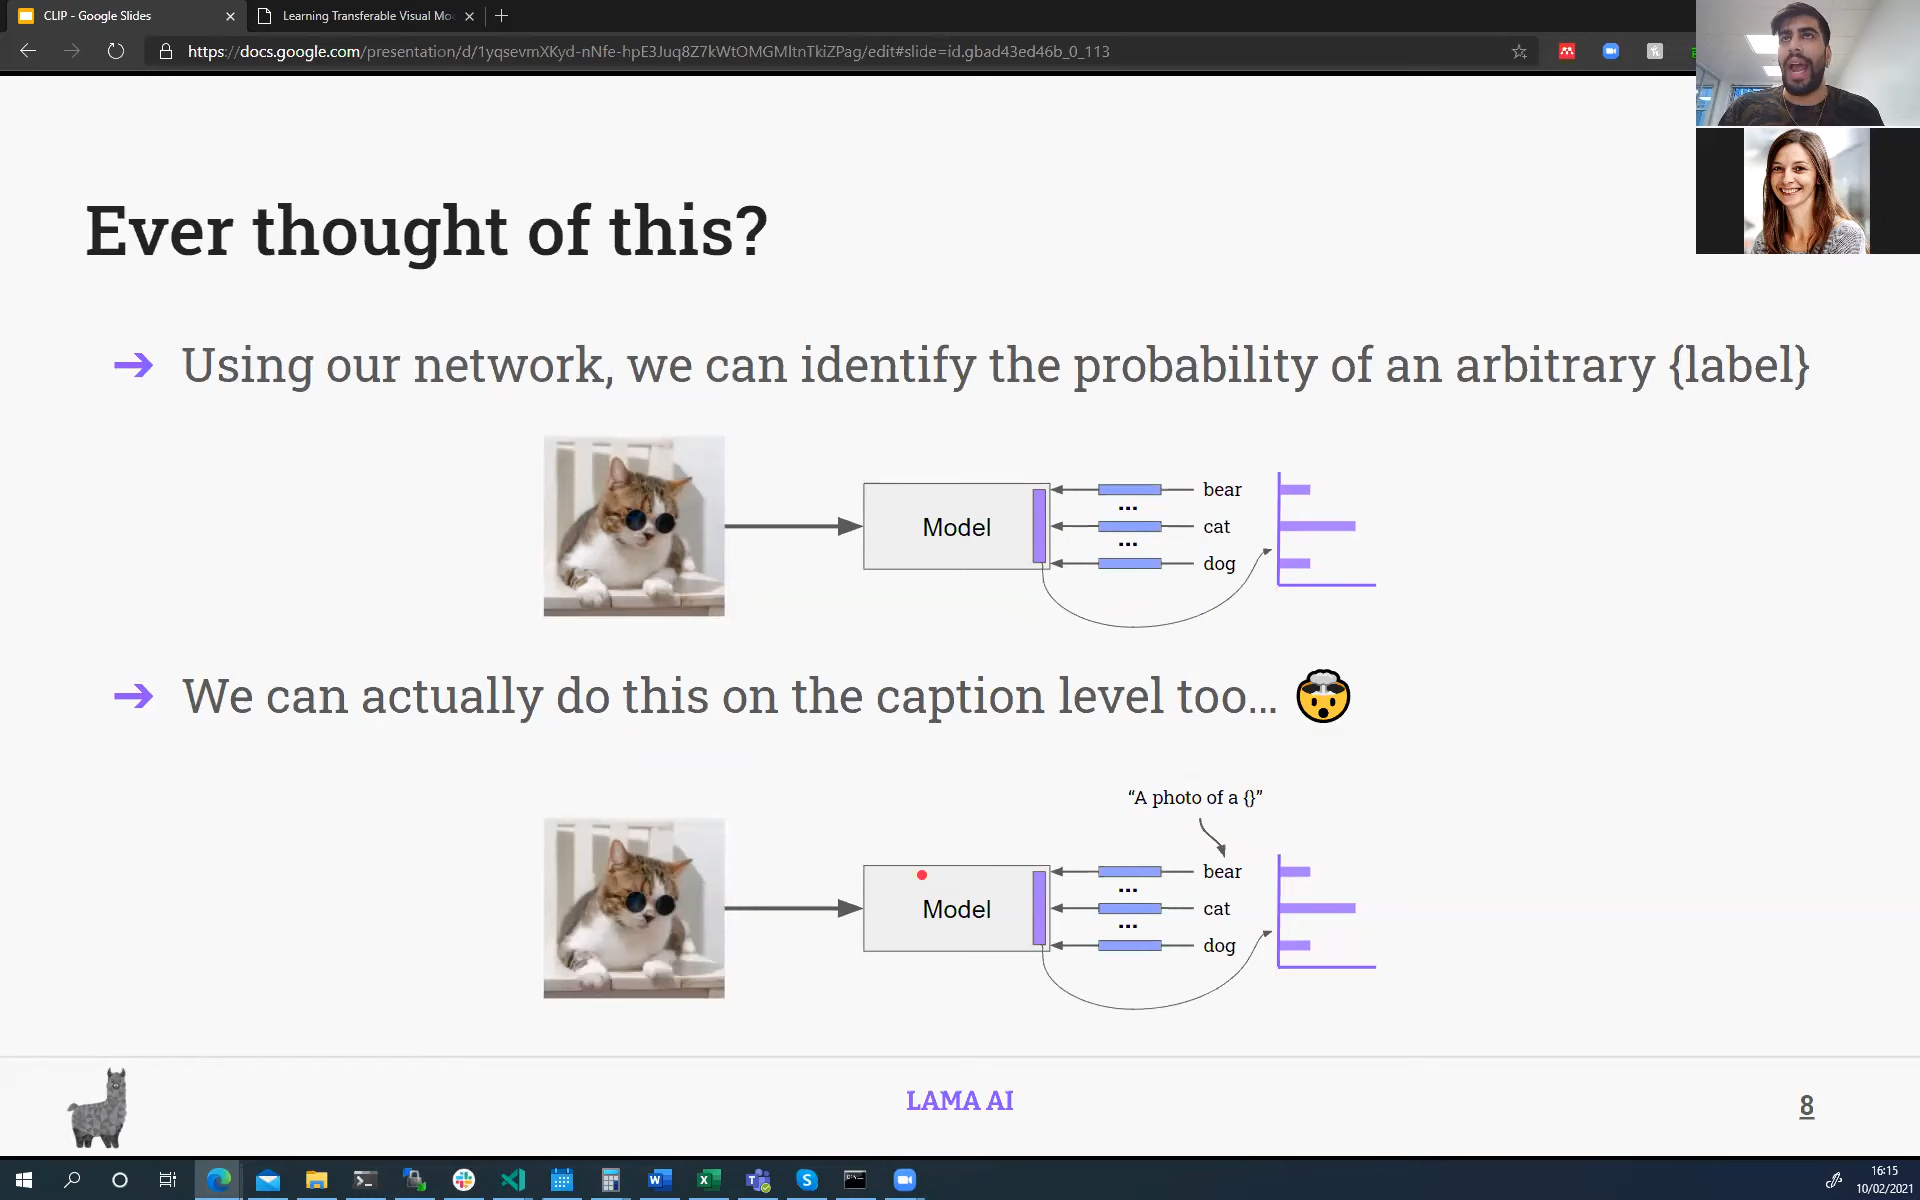 CLIP - Google Slides
Learning Transferable Visual Mo
https://docs.google.com/presentation/d/1yqsevmXKyd-nNfe-hpE3Juq8Z7kWtOMGMltnTkiZPag/edit#slide=id.gbad43ed46b_0_113
Ever thought of this?
➔ Using our network, we can identify the probability of an arbitrary {label}
Model
bear
...
cat
...
dog
➔ We can actually do this on the caption level too... 🤯
“A photo of a {}”
Model
bear
...
cat
...
dog
LAMA AI
8
16:15
10/02/2021